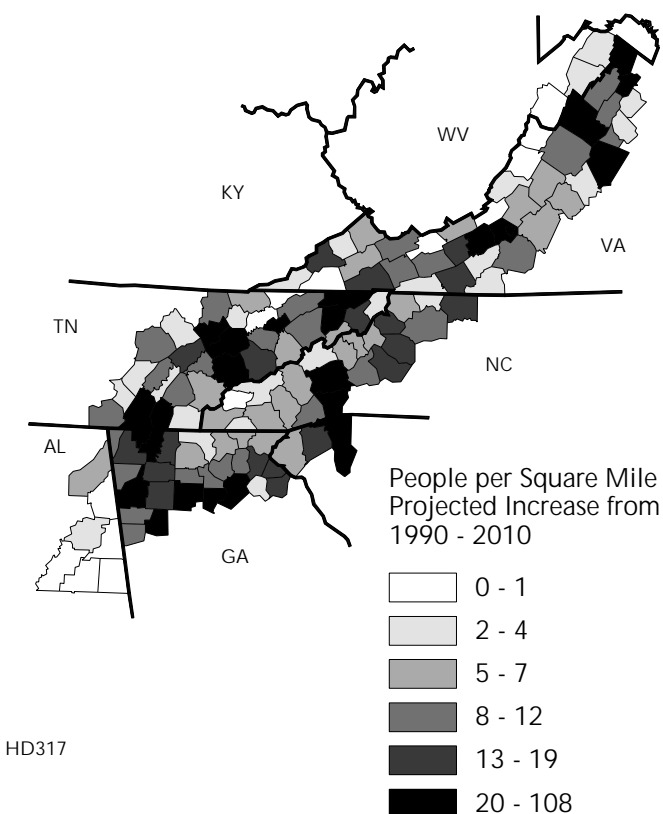 WV
KY
VA
TN
NC
AL
GA
People per Square Mile
Projected Increase from
1990 - 2010
0 - 1
2 - 4
5 - 7
8 - 12
13 - 19
20 - 108
HD317